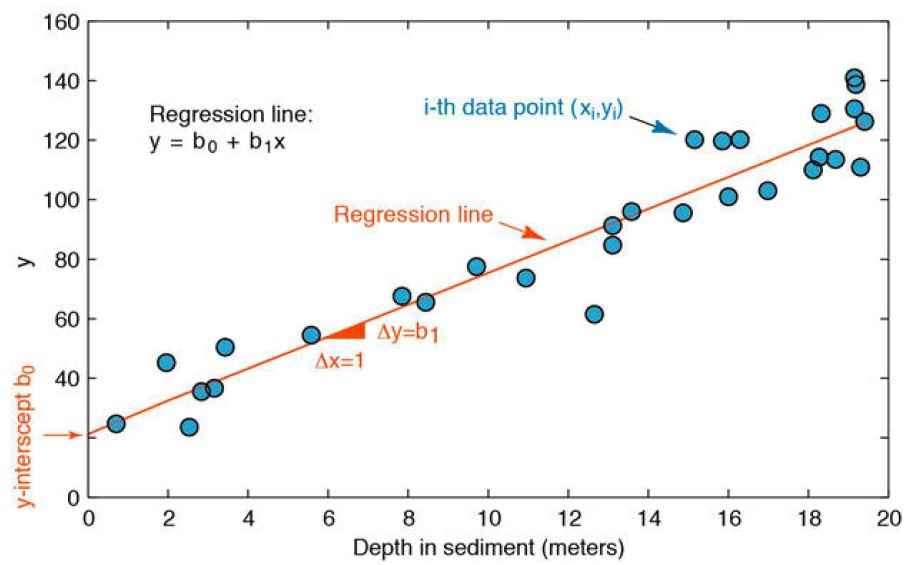 160
140
120
100
80
60
40
0
y
y-interscept b₀
Regression line:
y = b₀ + b₁x
i-th data point (xᵢ,yᵢ)
Regression line
Δy=b₁
Δx=1
0 2 4 6 8 10 12 14 16 18 20
Depth in sediment (meters)